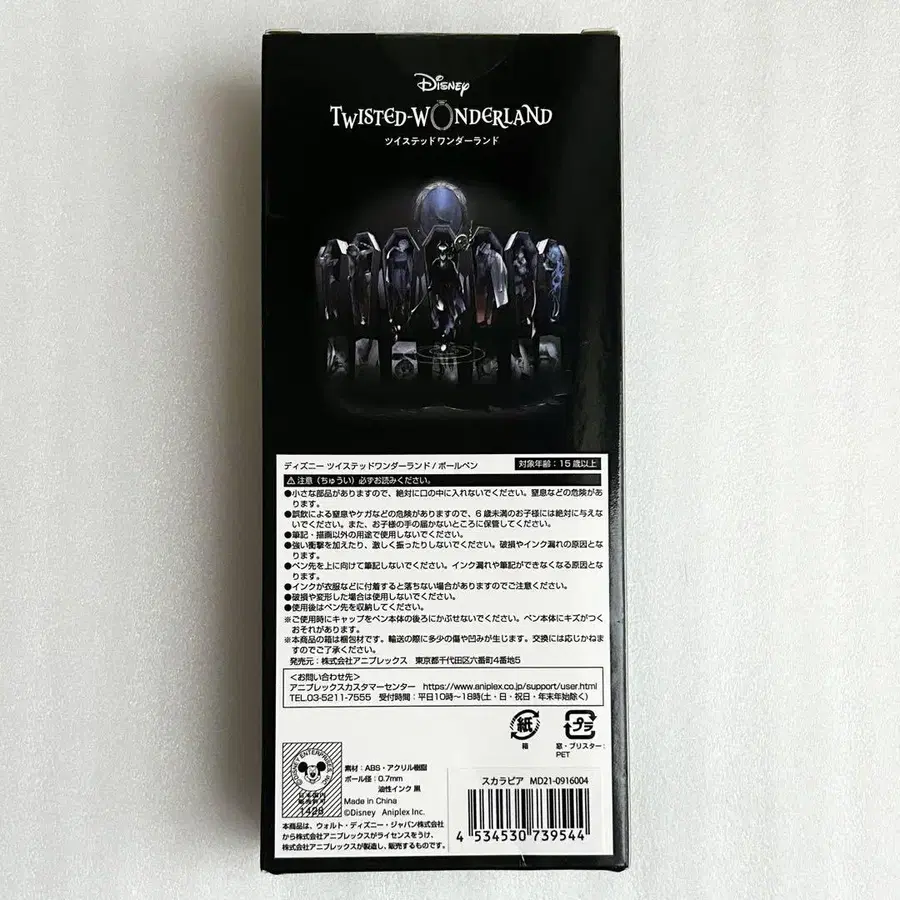 Disney
TWISTED-WONDERLAND
ツイステッドワンダーランド
ディズニー ツイステッドワンダーランド / ボールペン
対象年齢：15歳以上
⚠注意（ちゅうい）必ずお読みください。
●小さな部品がありますので、絶対に口の中に入れないでください。窒息などの危険があ
ります。
●誤飲による窒息やケガなどの危険がありますので、6歳未満のお子様には絶対に与えな
いでください。また、お子様の手の届かないところに保管してください。
●筆記・描画以外の用途で使用しないでください。
●強い衝撃を加えたり、激しく振ったりしないでください。破損やインク漏れの原因とな
ります。
●ペン先を上に向けて筆記しないでください。インク漏れや筆記ができなくなる原因とな
ります。
●インクが衣服などに付着すると落ちない場合がありますのでご注意ください。
●破損や変形した場合は使用しないでください。
●使用後はペン先を収納してください。
※ご使用時にキャップをペン本体の後ろにかぶせないでください。ペン本体にキズがつく
おそれがあります。
※本商品の箱は梱包材です。輸送の際に多少の傷や凹みが生じます。交換には応じかねま
すのでご了承ください。
発売元：株式会社アニプレックス 東京都千代田区六番町4番地5
＜お問い合わせ先＞
アニプレックスカスタマーセンター https://www.aniplex.co.jp/support/user.html
TEL.03-5211-7555 受付時間：平日10時～18時(土・日・祝日・年末年始除く)
紙
箱
プラ
窓・ブリスター：
PET
©DISNEY ENTERPRISES INC.
日本国内
販売許可
1428
素材：ABS・アクリル樹脂
ボール径：0.7mm
油性インク 黒
Made in China
©Disney Aniplex Inc.
本商品は、ウォルト・ディズニー・ジャパン株式会社
から株式会社アニプレックスがライセンスをうけ、
株式会社アニプレックスが製造し、販売するものです。
スカラビア MD21-0916004
4 534530 739544